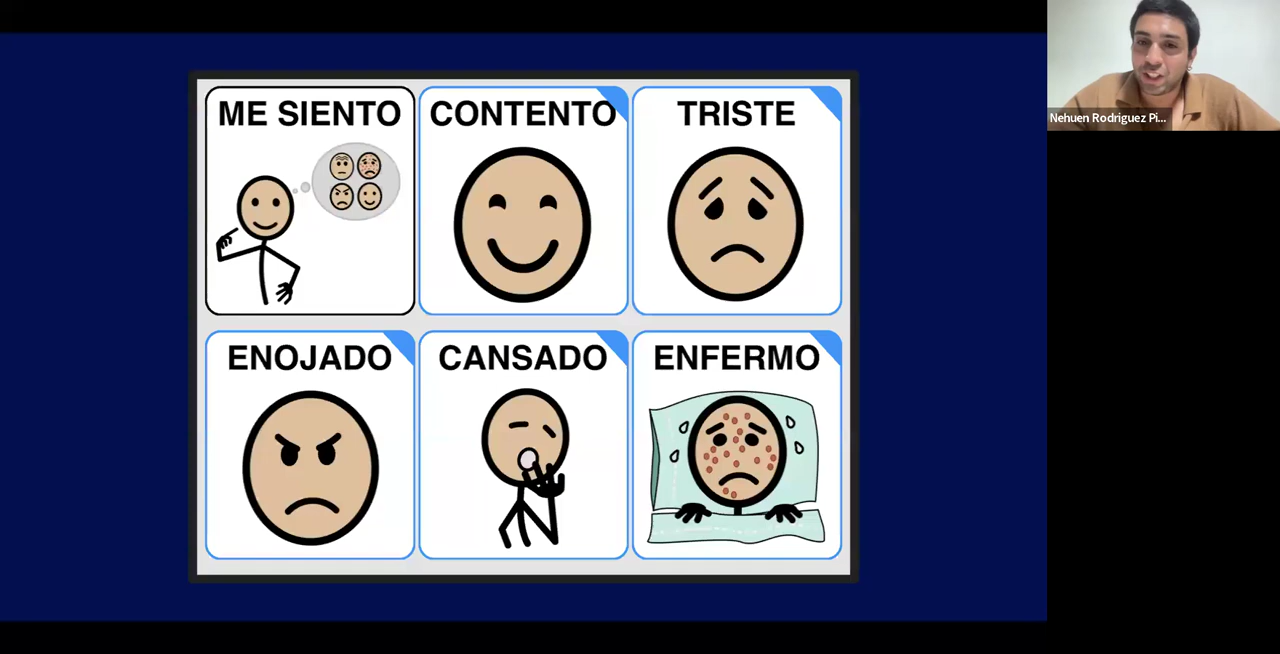 ME SIENTO
CONTENTO
TRISTE
ENOJADO
CANSADO
ENFERMO
Nehuen Rodriguez Pi...